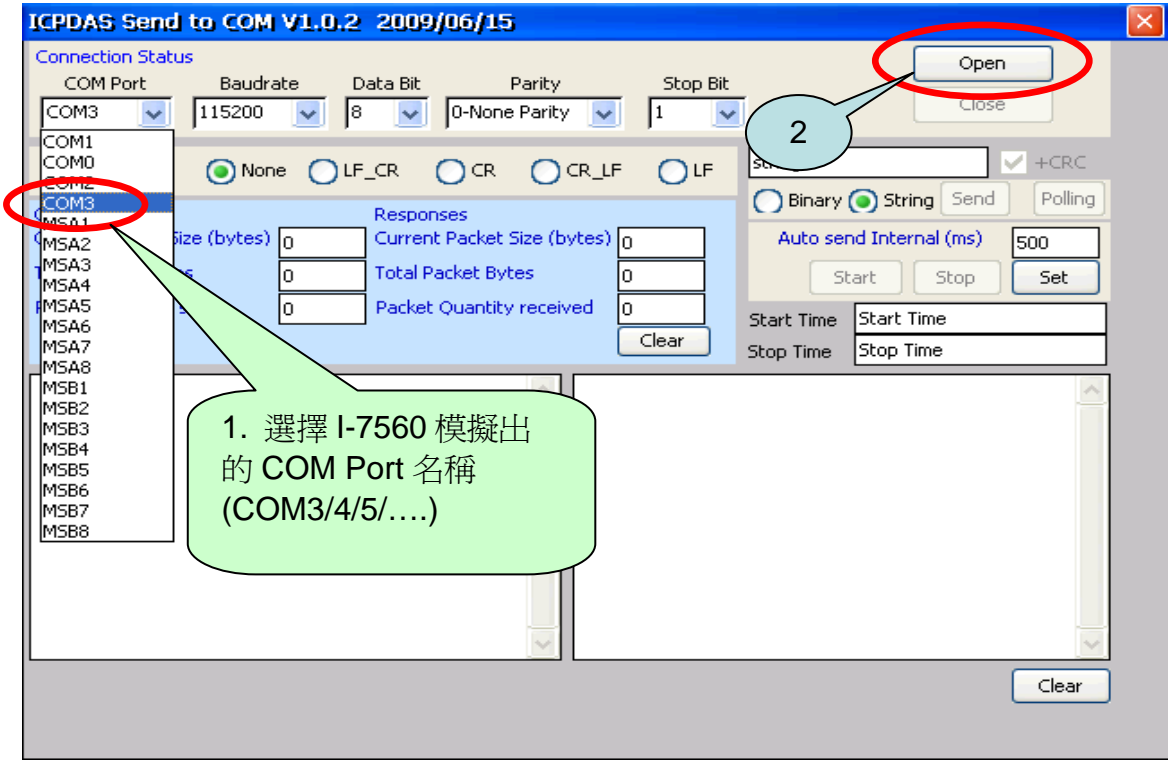 ICPDAS Send to COM V1.0.2 2009/06/15
Connection Status
COM Port Baudrate Data Bit Parity Stop Bit
COM3 115200 8 0-None Parity 1
Open
Close
2
COM1
COM0
COM2
COM3
MSA1
MSA2
MSA3
MSA4
MSA5
MSA6
MSA7
MSA8
MSB1
MSB2
MSB3
MSB4
MSB5
MSB6
MSB7
MSB8
None LF_CR CR CR_LF LF
+CRC
Binary String Send Polling
Size (bytes) 0
0
0
Responses
Current Packet Size (bytes) 0
Total Packet Bytes 0
Packet Quantity received 0
Clear
Auto send Internal (ms) 500
Start Stop Set
Start Time Start Time
Stop Time Stop Time
1. 選擇 I-7560 模擬出
的 COM Port 名稱
(COM3/4/5/….)
Clear